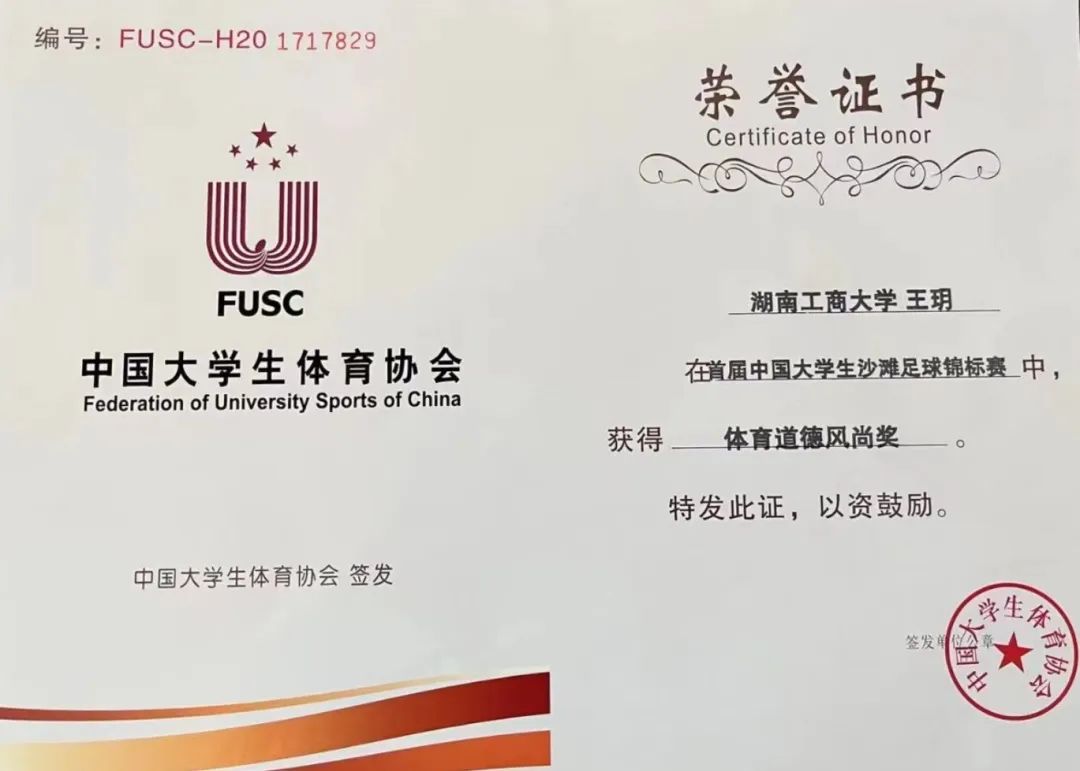 编号：FUSC-H20 1717829
FUSC
中国大学生体育协会
Federation of University Sports of China
中国大学生体育协会 签发
荣誉证书
Certificate of Honor
湖南工商大学 王玥
在首届中国大学生沙滩足球锦标赛中，
获得 体育道德风尚奖 。
特发此证，以资鼓励。
签发单位公章
中国大学生体育协会